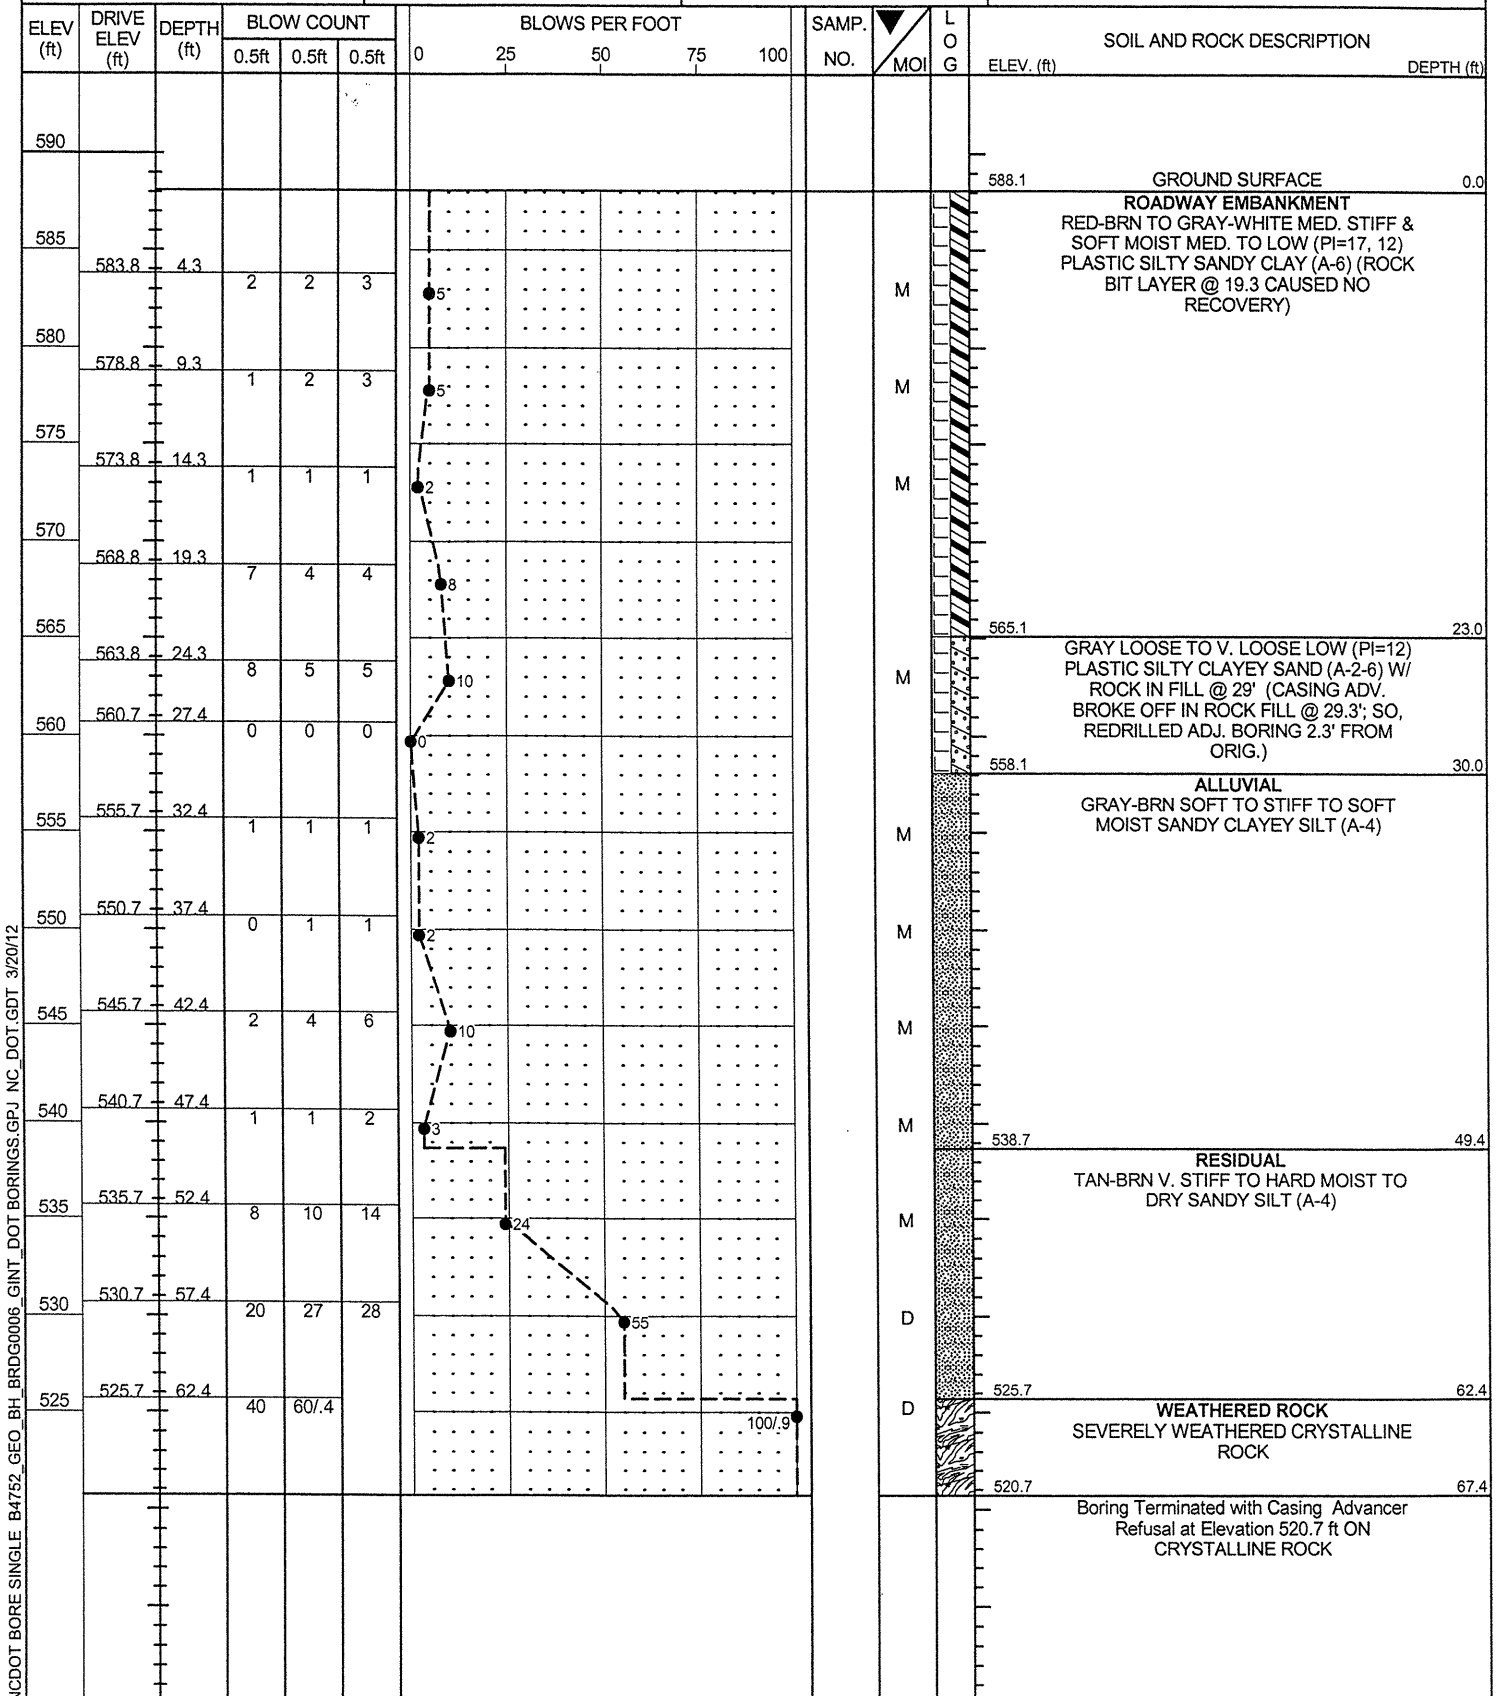 ELEV (ft) DRIVE ELEV (ft) DEPTH (ft) BLOW COUNT BLOWS PER FOOT SAMP. NO. MOI LOG SOIL AND ROCK DESCRIPTION
0.5ft 0.5ft 0.5ft 0 25 50 75 100 ELEV. (ft) DEPTH (ft)
590
588.1 GROUND SURFACE 0.0
ROADWAY EMBANKMENT
RED-BRN TO GRAY-WHITE MED. STIFF &
SOFT MOIST MED. TO LOW (PI=17, 12)
PLASTIC SILTY SANDY CLAY (A-6) (ROCK
BIT LAYER @ 19.3 CAUSED NO
RECOVERY)
585
583.8 4.3
2 2 3 5 M
580
578.8 9.3
1 2 3 5 M
575
573.8 14.3
1 1 1 2 M
570
568.8 19.3
7 4 4 8
565
565.1 23.0
GRAY LOOSE TO V. LOOSE LOW (PI=12)
PLASTIC SILTY CLAYEY SAND (A-2-6) W/
ROCK IN FILL @ 29' (CASING ADV.
BROKE OFF IN ROCK FILL @ 29.3'; SO,
REDRILLED ADJ. BORING 2.3' FROM
ORIG.)
563.8 24.3
8 5 5 10 M
560.7 27.4
560
0 0 0 0
558.1 30.0
ALLUVIAL
GRAY-BRN SOFT TO STIFF TO SOFT
MOIST SANDY CLAYEY SILT (A-4)
555.7 32.4
555
1 1 1 2 M
550.7 37.4
550
0 1 1 2 M
545.7 42.4
545
2 4 6 10 M
540.7 47.4
540
1 1 2 3 M
538.7 49.4
RESIDUAL
TAN-BRN V. STIFF TO HARD MOIST TO
DRY SANDY SILT (A-4)
535.7 52.4
535
8 10 14 24 M
530.7 57.4
530
20 27 28 55 D
525.7 62.4
525.7 62.4
525
40 60/.4 100/.9 D
WEATHERED ROCK
SEVERELY WEATHERED CRYSTALLINE
ROCK
520.7 67.4
Boring Terminated with Casing Advancer
Refusal at Elevation 520.7 ft ON
CRYSTALLINE ROCK
NCDOT BORE SINGLE B4752_GEO_BH_BRDG0006_GINT_DOT BORINGS.GPJ NC_DOT.GDT 3/20/12